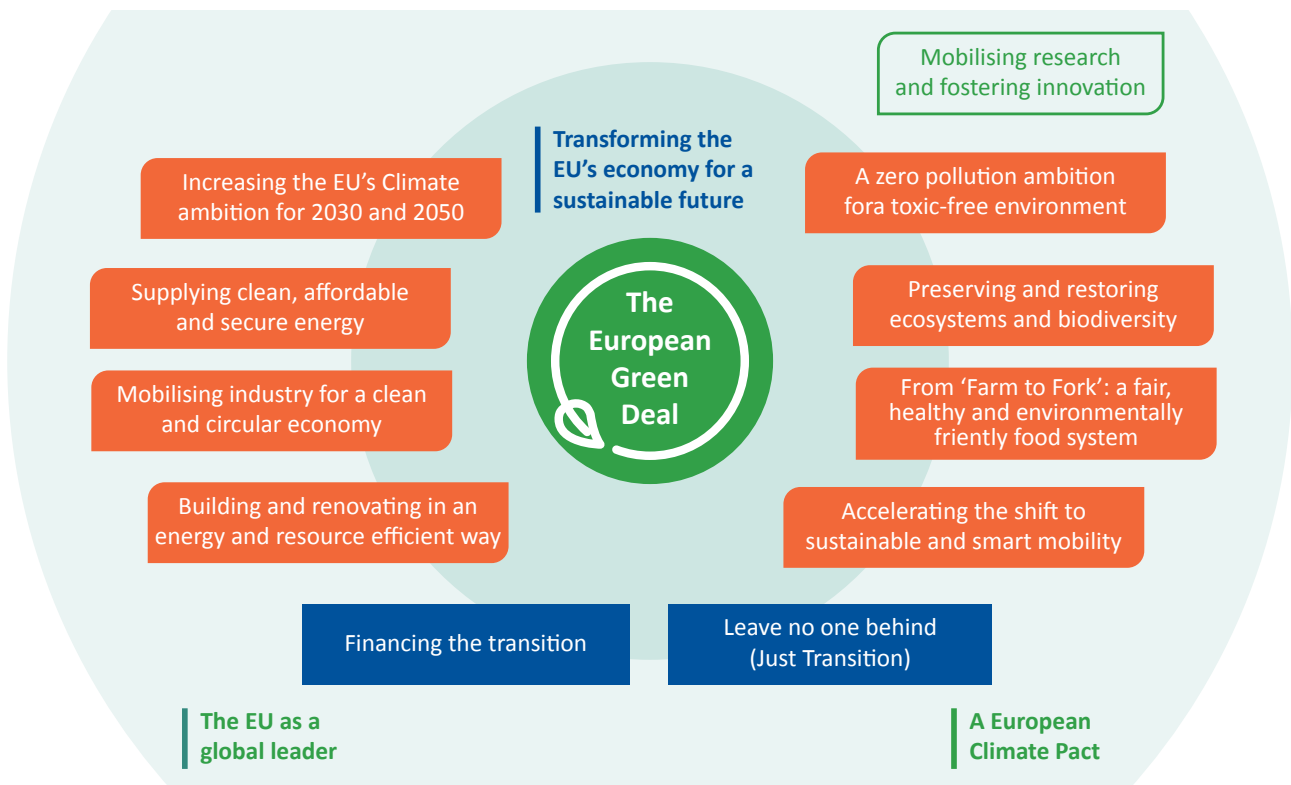 Mobilising research
and fostering innovation
Transforming the
EU’s economy for a
sustainable future
Increasing the EU’s Climate
ambition for 2030 and 2050
A zero pollution ambition
fora toxic-free environment
Supplying clean, affordable
and secure energy
The
European
Green
Deal
Preserving and restoring
ecosystems and biodiversity
Mobilising industry for a clean
and circular economy
From ‘Farm to Fork’: a fair,
healthy and environmentally
friently food system
Building and renovating in an
energy and resource efficient way
Accelerating the shift to
sustainable and smart mobility
Financing the transition
Leave no one behind
(Just Transition)
The EU as a
global leader
A European
Climate Pact